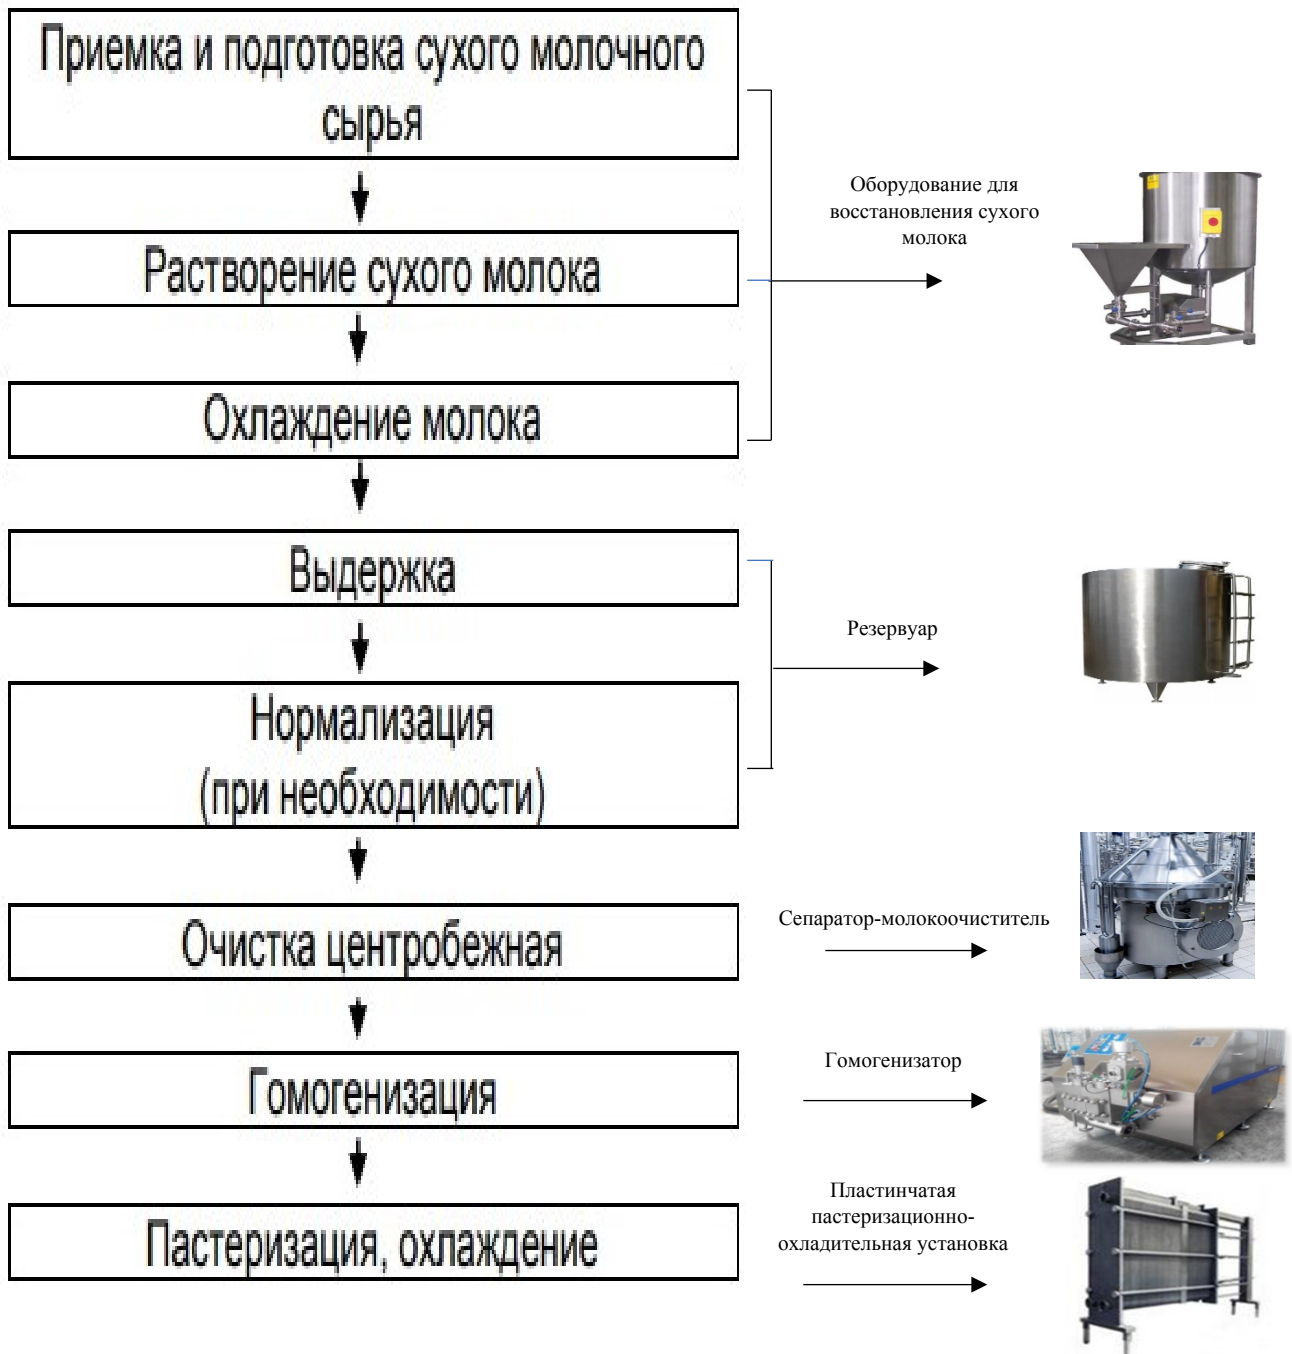 Приемка и подготовка сухого молочного
сырья
Оборудование для
восстановления сухого
молока
Растворение сухого молока
Охлаждение молока
Выдержка
Резервуар
Нормализация
(при необходимости)
Сепаратор-молокоочиститель
Очистка центробежная
Гомогенизатор
Гомогенизация
Пластинчатая
пастеризационно-
охладительная установка
Пастеризация, охлаждение